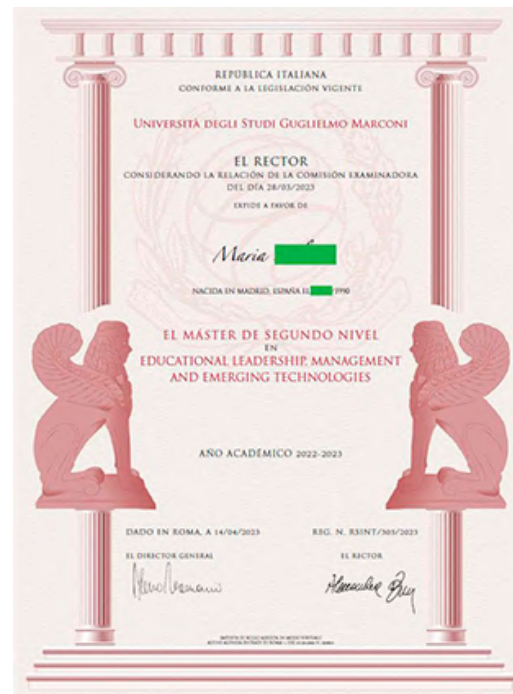 REPÚBLICA ITALIANA
CONFORME A LA LEGISLACIÓN VIGENTE
UNIVERSITÀ DEGLI STUDI GUGLIELMO MARCONI
EL RECTOR
CONSIDERANDO LA RELACIÓN DE LA COMISIÓN EXAMINADORA
DEL DÍA 28/03/2023
EXPIDE A FAVOR DE
Maria
NACIDA EN MADRID, ESPAÑA EL /1990
EL MÁSTER DE SEGUNDO NIVEL
EN
EDUCATIONAL LEADERSHIP, MANAGEMENT
AND EMERGING TECHNOLOGIES
AÑO ACADÉMICO 2022-2023
DADO EN ROMA, A 14/04/2023 REG. N. RSINT/303/2023
EL DIRECTOR GENERAL EL RECTOR